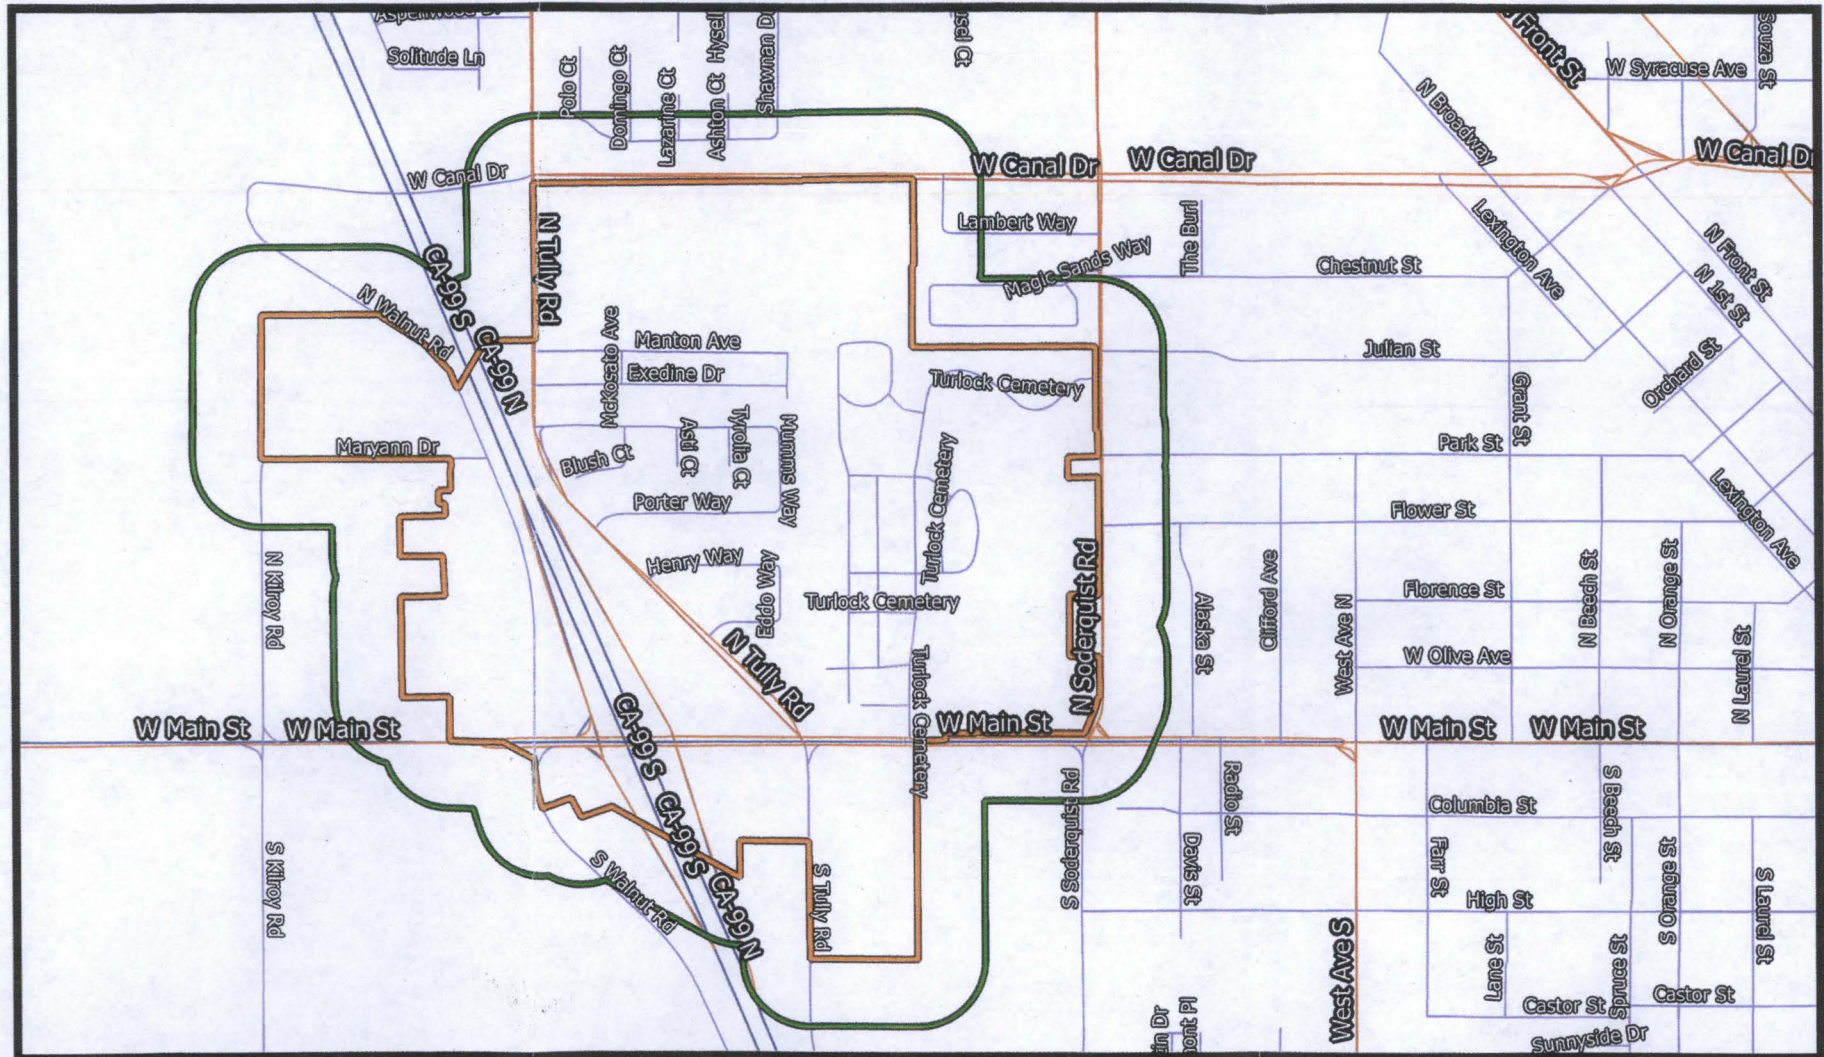 Aspenwood Dr
Solitude Ln
Polo Ct
Domingo Ct
Lazarine Ct
Ashton Ct
Hysell
Shawnan Dr
Front St
W Syracuse Ave
Souza St
N Broadway
W Canal Dr
W Canal Dr
W Canal Dr
W Canal Dr
N Tully Rd
Lambert Way
Magic Sands Way
The Burl
Chestnut St
Lexington Ave
N Front St
N 1st St
CA-99 S
CA-99 N
N Walnut Rd
McKosato Ave
Manton Ave
Exedine Dr
Turlock Cemetery
Julian St
Grant St
Orchard St
Maryann Dr
Blush Ct
Asti Ct
Tyrolia Ct
Mumms Way
Porter Way
Turlock Cemetery
Park St
Lexington Ave
Flower St
N Kilroy Rd
Henry Way
Eddo Way
Turlock Cemetery
N Soderquist Rd
Alaska St
Clifford Ave
West Ave N
Florence St
N Beech St
N Orange St
W Olive Ave
N Laurel St
N Tully Rd
Turlock Cemetery
W Main St
W Main St
W Main St
W Main St
W Main St
CA-99 S
CA-99 S
CA-99 N
S Kilroy Rd
S Walnut Rd
S Tully Rd
S Soderquist Rd
Radio St
Davis St
Columbia St
Farr St
S Beech St
S Orange St
S Laurel St
High St
West Ave S
Lane St
Spruce St
Castor St
Castor St
Sunnyside Dr